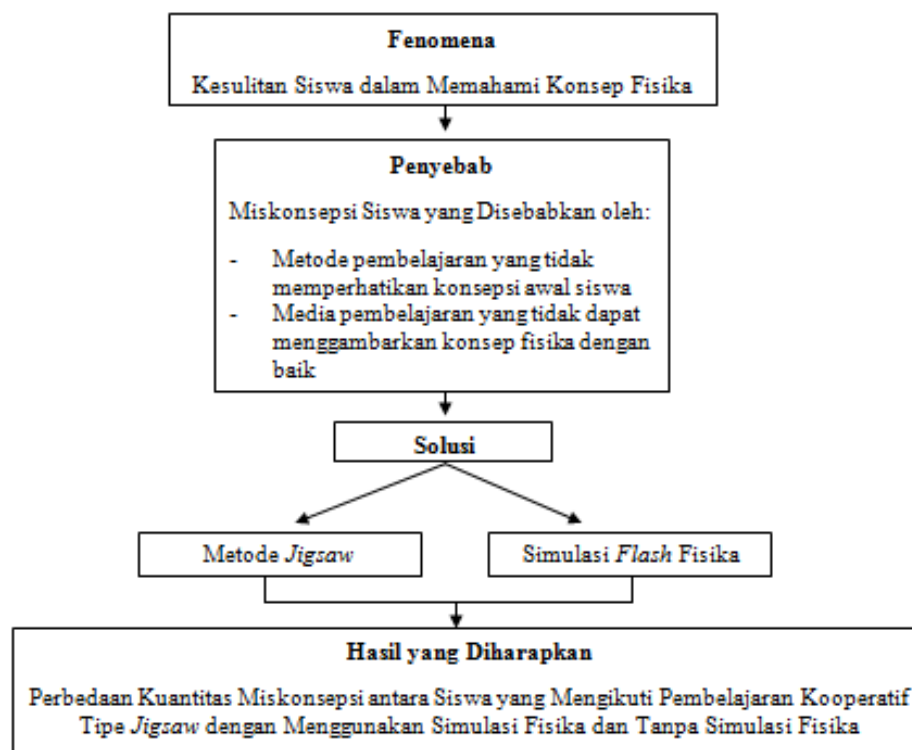 Fenomena
Kesulitan Siswa dalam Memahami Konsep Fisika
Penyebab
Miskonsepsi Siswa yang Disebabkan oleh:
- Metode pembelajaran yang tidak
memperhatikan konsepsi awal siswa
- Media pembelajaran yang tidak dapat
menggambarkan konsep fisika dengan
baik
Solusi
Metode Jigsaw
Simulasi Flash Fisika
Hasil yang Diharapkan
Perbedaan Kuantitas Miskonsepsi antara Siswa yang Mengikuti Pembelajaran Kooperatif
Tipe Jigsaw dengan Menggunakan Simulasi Fisika dan Tanpa Simulasi Fisika